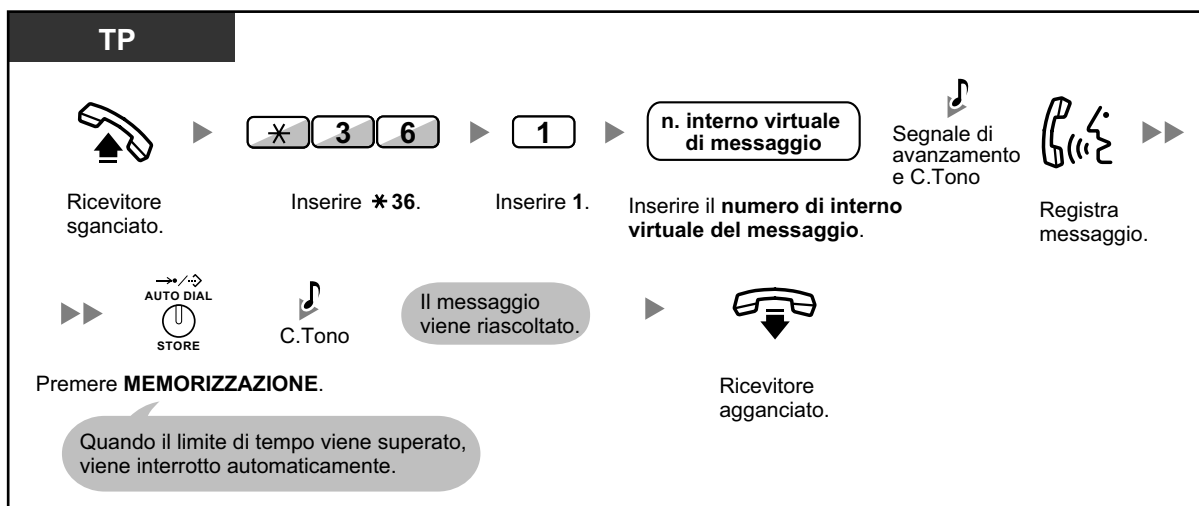 TP
* 3 6
1
n. interno virtuale
di messaggio
Segnale di
avanzamento
e C.Tono
Ricevitore
sganciato.
Inserire * 36.
Inserire 1.
Inserire il numero di interno
virtuale del messaggio.
Registra
messaggio.
AUTO DIAL
STORE
C.Tono
Il messaggio
viene riascoltato.
Premere MEMORIZZAZIONE.
Ricevitore
agganciato.
Quando il limite di tempo viene superato,
viene interrotto automaticamente.